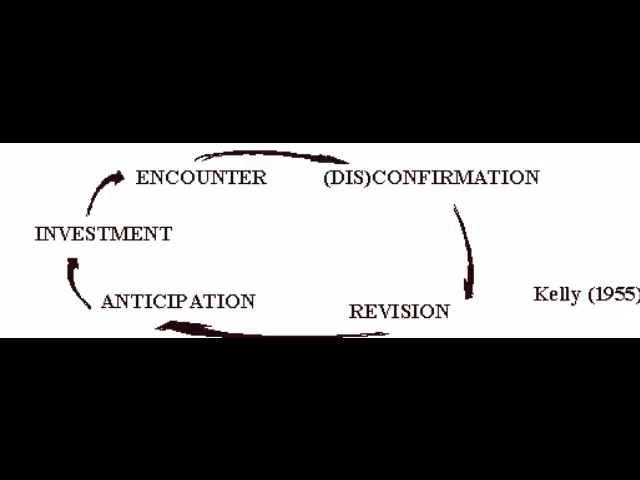 ENCOUNTER
(DIS)CONFIRMATION
INVESTMENT
ANTICIPATION
REVISION
Kelly (1955)